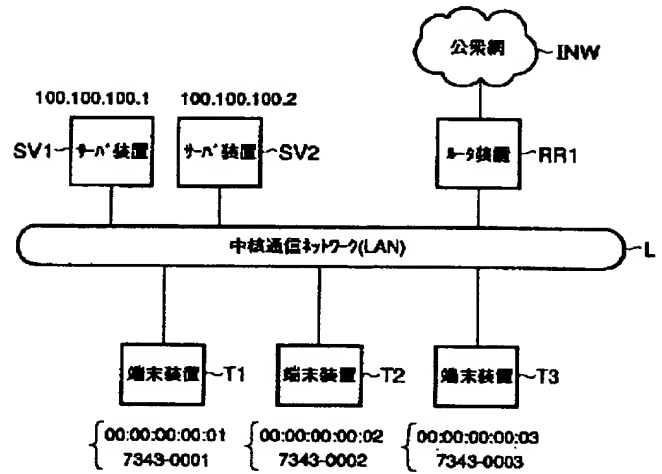 公衆網
INW
100.100.100.1
100.100.100.2
SV1
サーバ装置
サーバ装置
SV2
ルータ装置
RR1
中核通信ネットワーク(LAN)
L
端末装置
T1
端末装置
T2
端末装置
T3
00:00:00:00:01
7343-0001
00:00:00:00:02
7343-0002
00:00:00:00:03
7343-0003